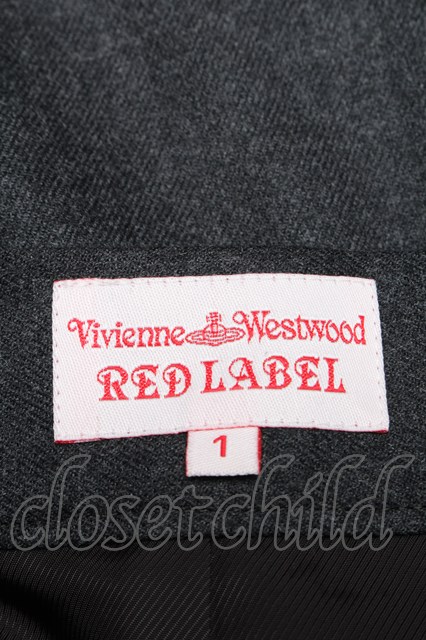 Vivienne Westwood
RED LABEL
1
closetchild